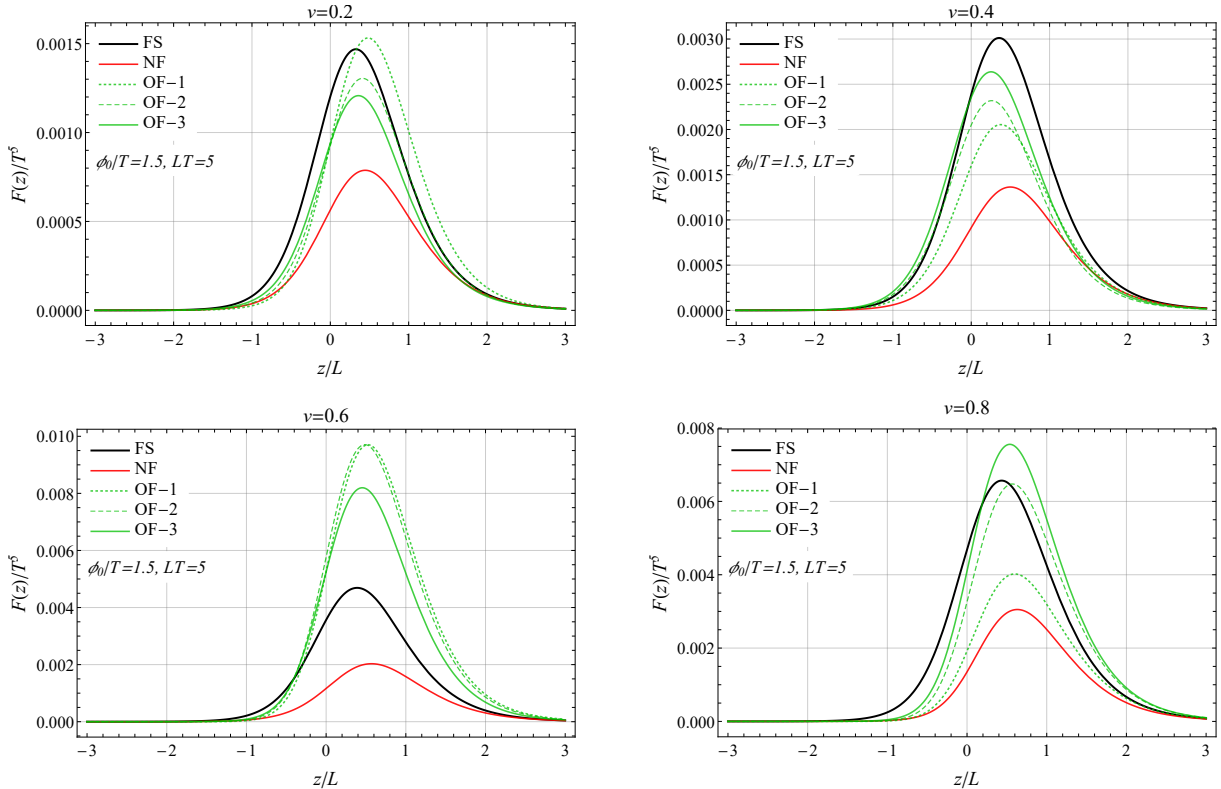 v=0.2
F(z)/T⁵
0.0015
0.0010
0.0005
0.0000
FS
NF
OF−1
OF−2
OF−3
ϕ₀/T=1.5, LT=5
−3 −2 −1 0 1 2 3
z/L
v=0.4
F(z)/T⁵
0.0030
0.0025
0.0020
0.0015
0.0010
0.0005
0.0000
FS
NF
OF−1
OF−2
OF−3
ϕ₀/T=1.5, LT=5
−3 −2 −1 0 1 2 3
z/L
v=0.6
F(z)/T⁵
0.010
0.008
0.006
0.004
0.002
0.000
FS
NF
OF−1
OF−2
OF−3
ϕ₀/T=1.5, LT=5
−3 −2 −1 0 1 2 3
z/L
v=0.8
F(z)/T⁵
0.008
0.006
0.004
0.002
0.000
FS
NF
OF−1
OF−2
OF−3
ϕ₀/T=1.5, LT=5
−3 −2 −1 0 1 2 3
z/L